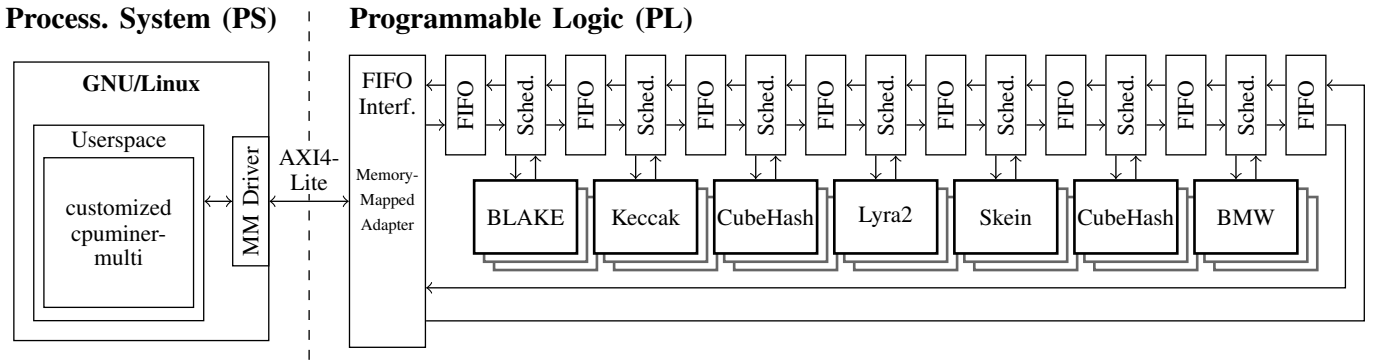 Process. System (PS)
Programmable Logic (PL)
GNU/Linux
Userspace
customized
cpuminer-
multi
MM Driver
AXI4-
Lite
FIFO
Interf.
Memory-
Mapped
Adapter
FIFO
Sched.
FIFO
Sched.
FIFO
Sched.
FIFO
Sched.
FIFO
Sched.
FIFO
Sched.
FIFO
Sched.
FIFO
BLAKE
Keccak
CubeHash
Lyra2
Skein
CubeHash
BMW